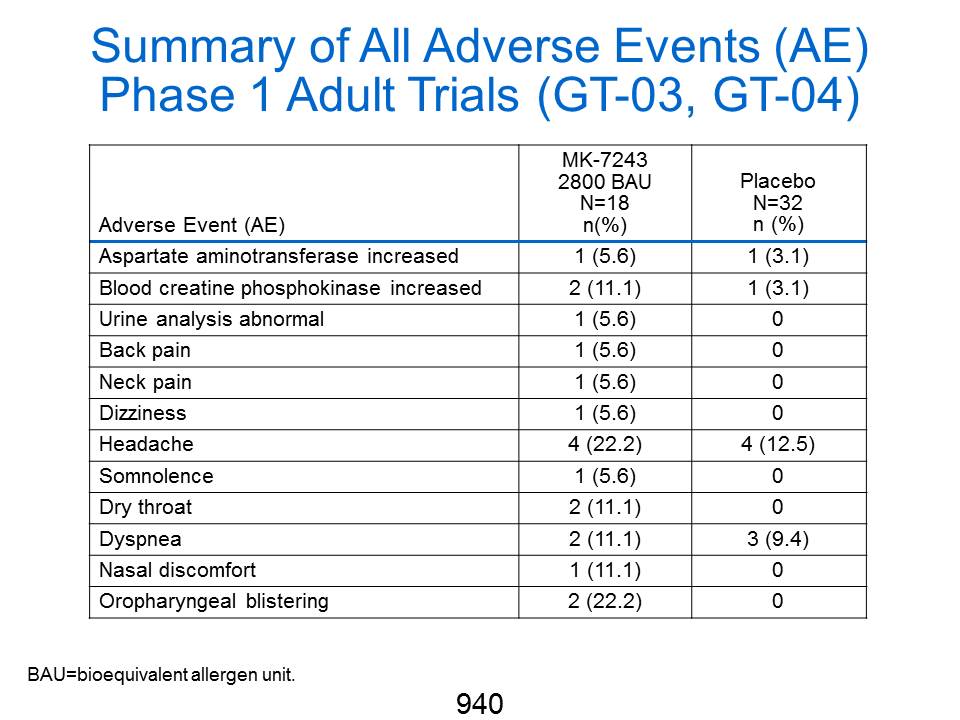 Summary of All Adverse Events (AE)
Phase 1 Adult Trials (GT-03, GT-04)
Adverse Event (AE) MK-7243 2800 BAU N=18 n(%) Placebo N=32 n (%)
Aspartate aminotransferase increased 1 (5.6) 1 (3.1)
Blood creatine phosphokinase increased 2 (11.1) 1 (3.1)
Urine analysis abnormal 1 (5.6) 0
Back pain 1 (5.6) 0
Neck pain 1 (5.6) 0
Dizziness 1 (5.6) 0
Headache 4 (22.2) 4 (12.5)
Somnolence 1 (5.6) 0
Dry throat 2 (11.1) 0
Dyspnea 2 (11.1) 3 (9.4)
Nasal discomfort 1 (11.1) 0
Oropharyngeal blistering 2 (22.2) 0
BAU=bioequivalent allergen unit.
940